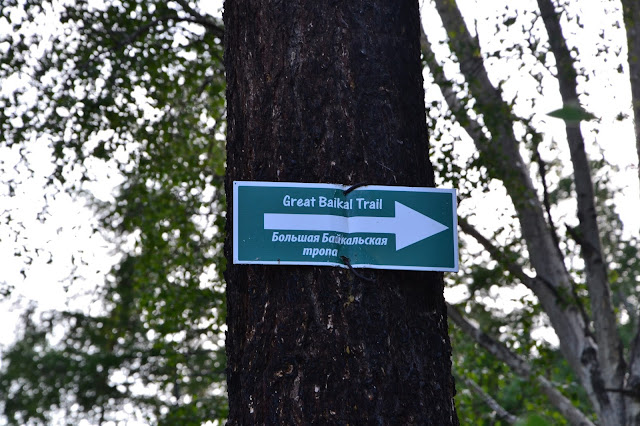 Great Baikal Trail
Большая Байкальская
тропа